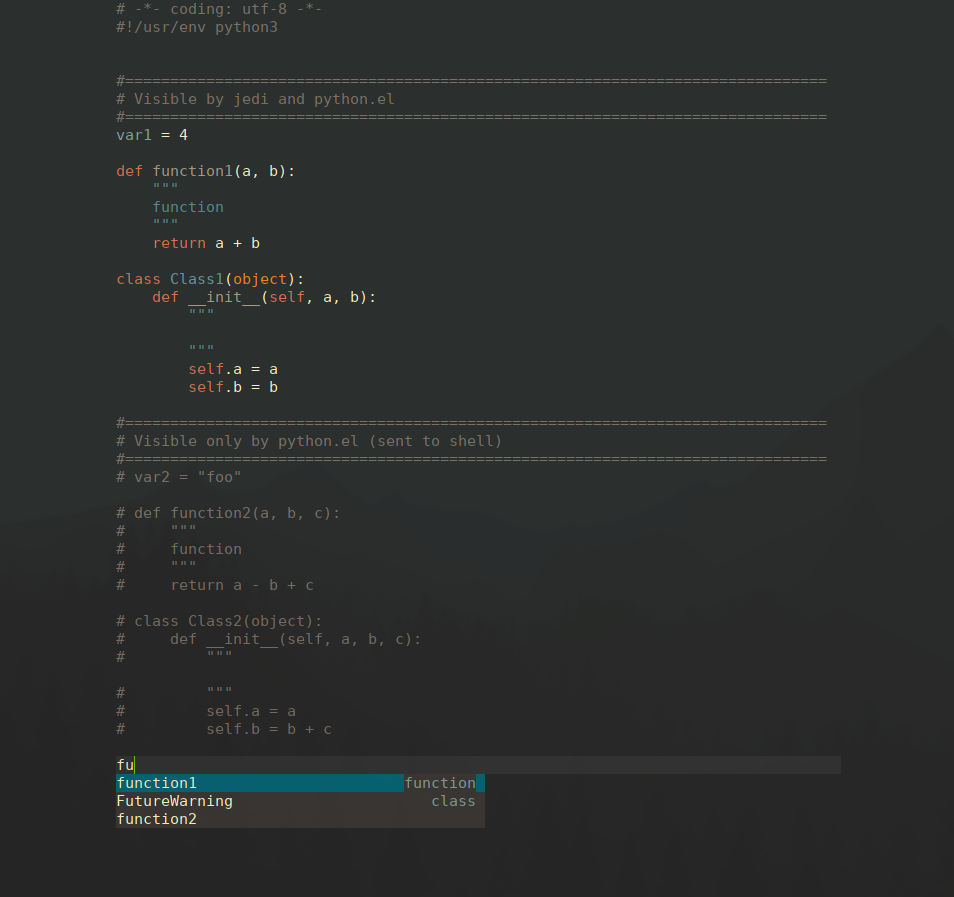 # -*- coding: utf-8 -*-
#!/usr/env python3
#==============================================================================
# Visible by jedi and python.el
#==============================================================================
var1 = 4
def function1(a, b):
    """
    function
    """
    return a + b
class Class1(object):
    def __init__(self, a, b):
        """
        """
        self.a = a
        self.b = b
#==============================================================================
# Visible only by python.el (sent to shell)
#==============================================================================
# var2 = "foo"
# def function2(a, b, c):
#     """
#     function
#     """
#     return a - b + c
# class Class2(object):
#     def __init__(self, a, b, c):
#         """
#         """
#         self.a = a
#         self.b = b + c
fu
function1 function
FutureWarning class
function2